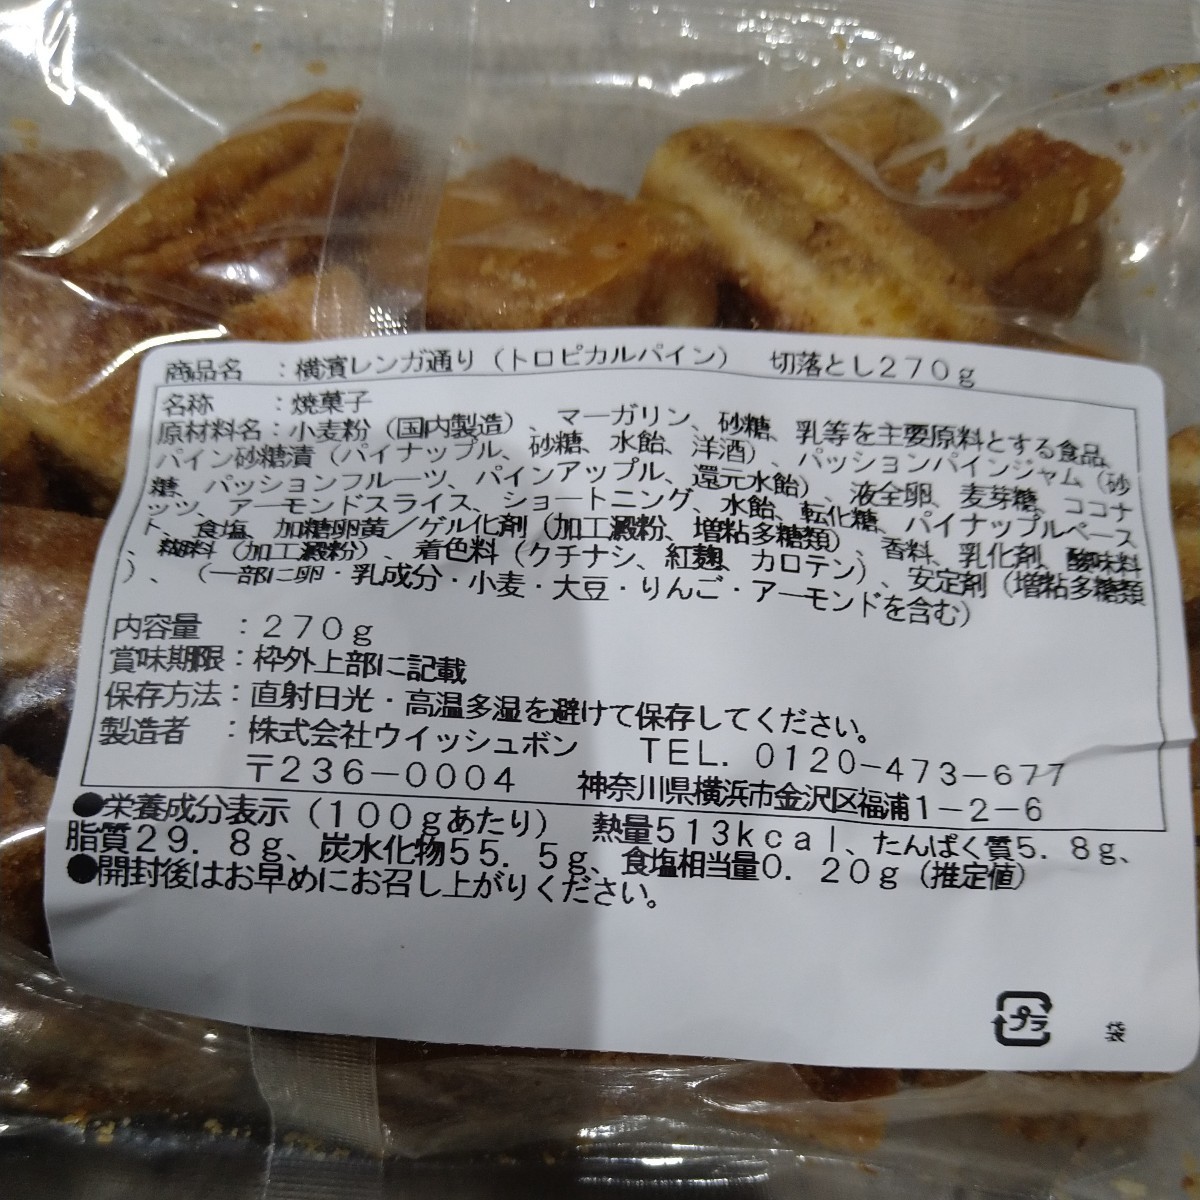 商品名 ：横濱レンガ通り（トロピカルパイン） 切落とし２７０ｇ
名称 ：焼菓子
原材料名：小麦粉（国内製造）、マーガリン、砂糖、乳等を主要原料とする食品、
パイン砂糖漬（パイナップル、砂糖、水飴、洋酒）、パッションパインジャム（砂
糖、パッションフルーツ、パインアップル、還元水飴）、液全卵、麦芽糖、ココナ
ッツ、アーモンドスライス、ショートニング、水飴、転化糖、パイナップルペース
ト、食塩、加糖卵黄／ゲル化剤（加工澱粉、増粘多糖類）、香料、乳化剤、酸味料
、糊料（加工澱粉）、着色料（クチナシ、紅麹、カロテン）、安定剤（増粘多糖類
）、（一部に卵・乳成分・小麦・大豆・りんご・アーモンドを含む）
内容量 ：２７０ｇ
賞味期限：枠外上部に記載
保存方法：直射日光・高温多湿を避けて保存してください。
製造者 ：株式会社ウイッシュボン ＴＥＬ．０１２０－４７３－６７７
〒２３６－０００４ 神奈川県横浜市金沢区福浦１－２－６
●栄養成分表示（１００ｇあたり） 熱量５１３ｋｃａｌ、たんぱく質５．８ｇ、
脂質２９．８ｇ、炭水化物５５．５ｇ、食塩相当量０．２０ｇ（推定値）
●開封後はお早めにお召し上がりください。
プラ 袋